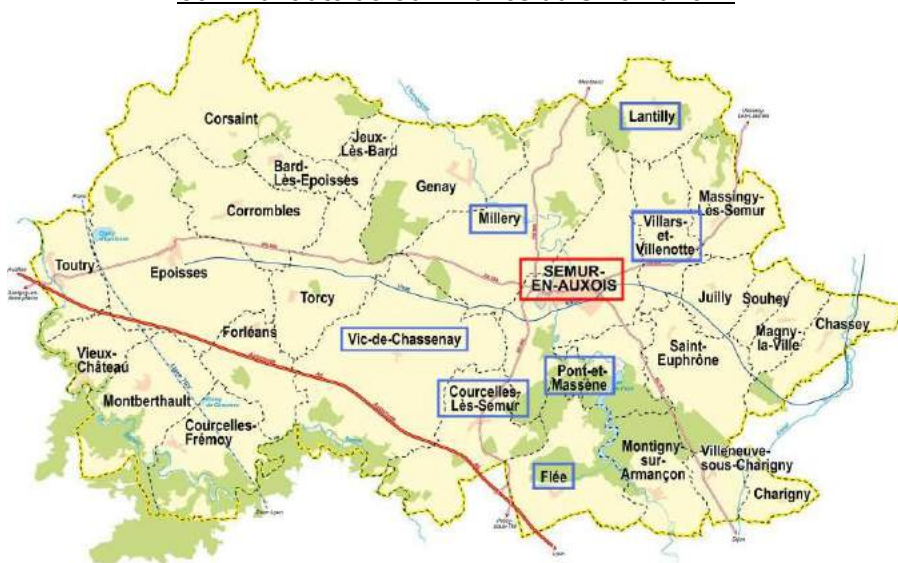 Corsaint
Jeux-
Lès-Bard
Bard-
Lès-Epoisses
Genay
Corrombles
Lantilly
Millery
Massingy-
Lès-Semur
Villars-
et-
Villenotte
Toutry
Epoisses
SEMUR-
EN-AUXOIS
Torcy
Juilly
Souhey
Magny-
la-Ville
Chassey
Forléans
Vic-de-Chassenay
Saint-
Euphrône
Vieux-
Château
Pont-et-
Massène
Montberthault
Courcelles-
Lès-Semur
Courcelles-
Frémoy
Flée
Montigny-
sur-
Armançon
Villeneuve-
sous-Charigny
Charigny
Lyon
Dijon